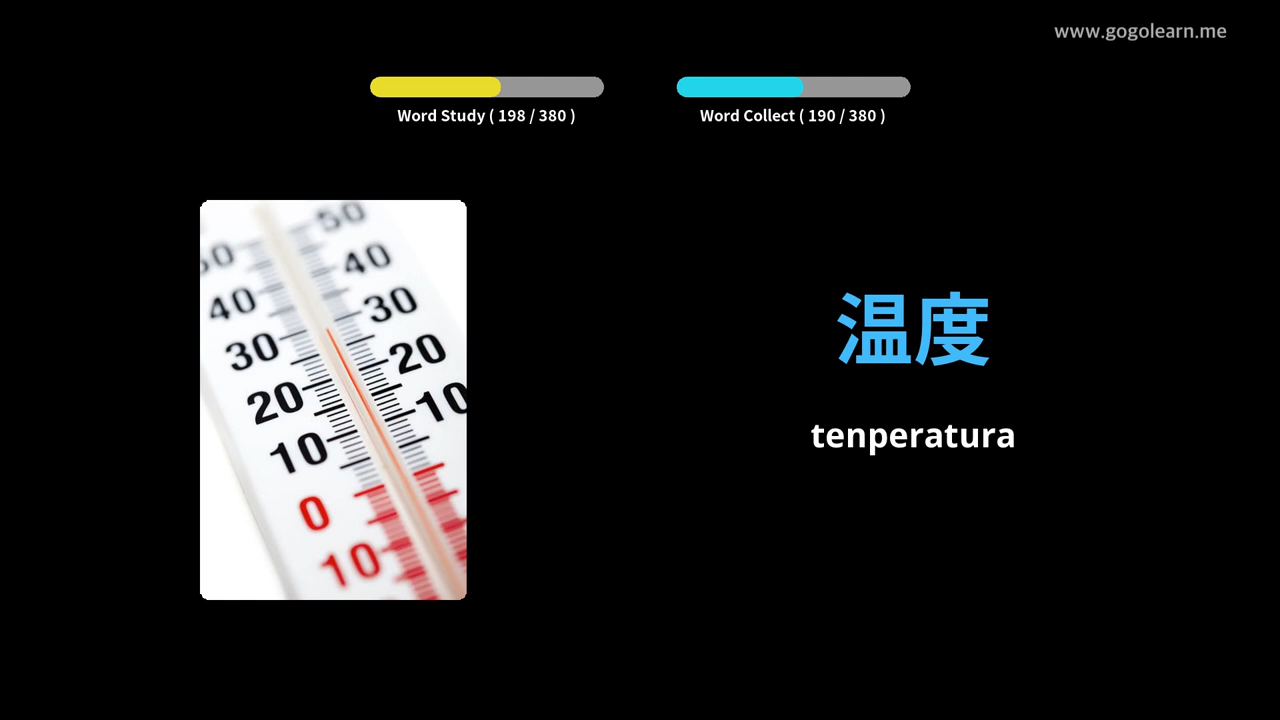 www.gogolearn.me
Word Study ( 198 / 380 )
Word Collect ( 190 / 380 )
50
50
40
40
30
30
20
20
10
10
0
10
温度
tenperatura